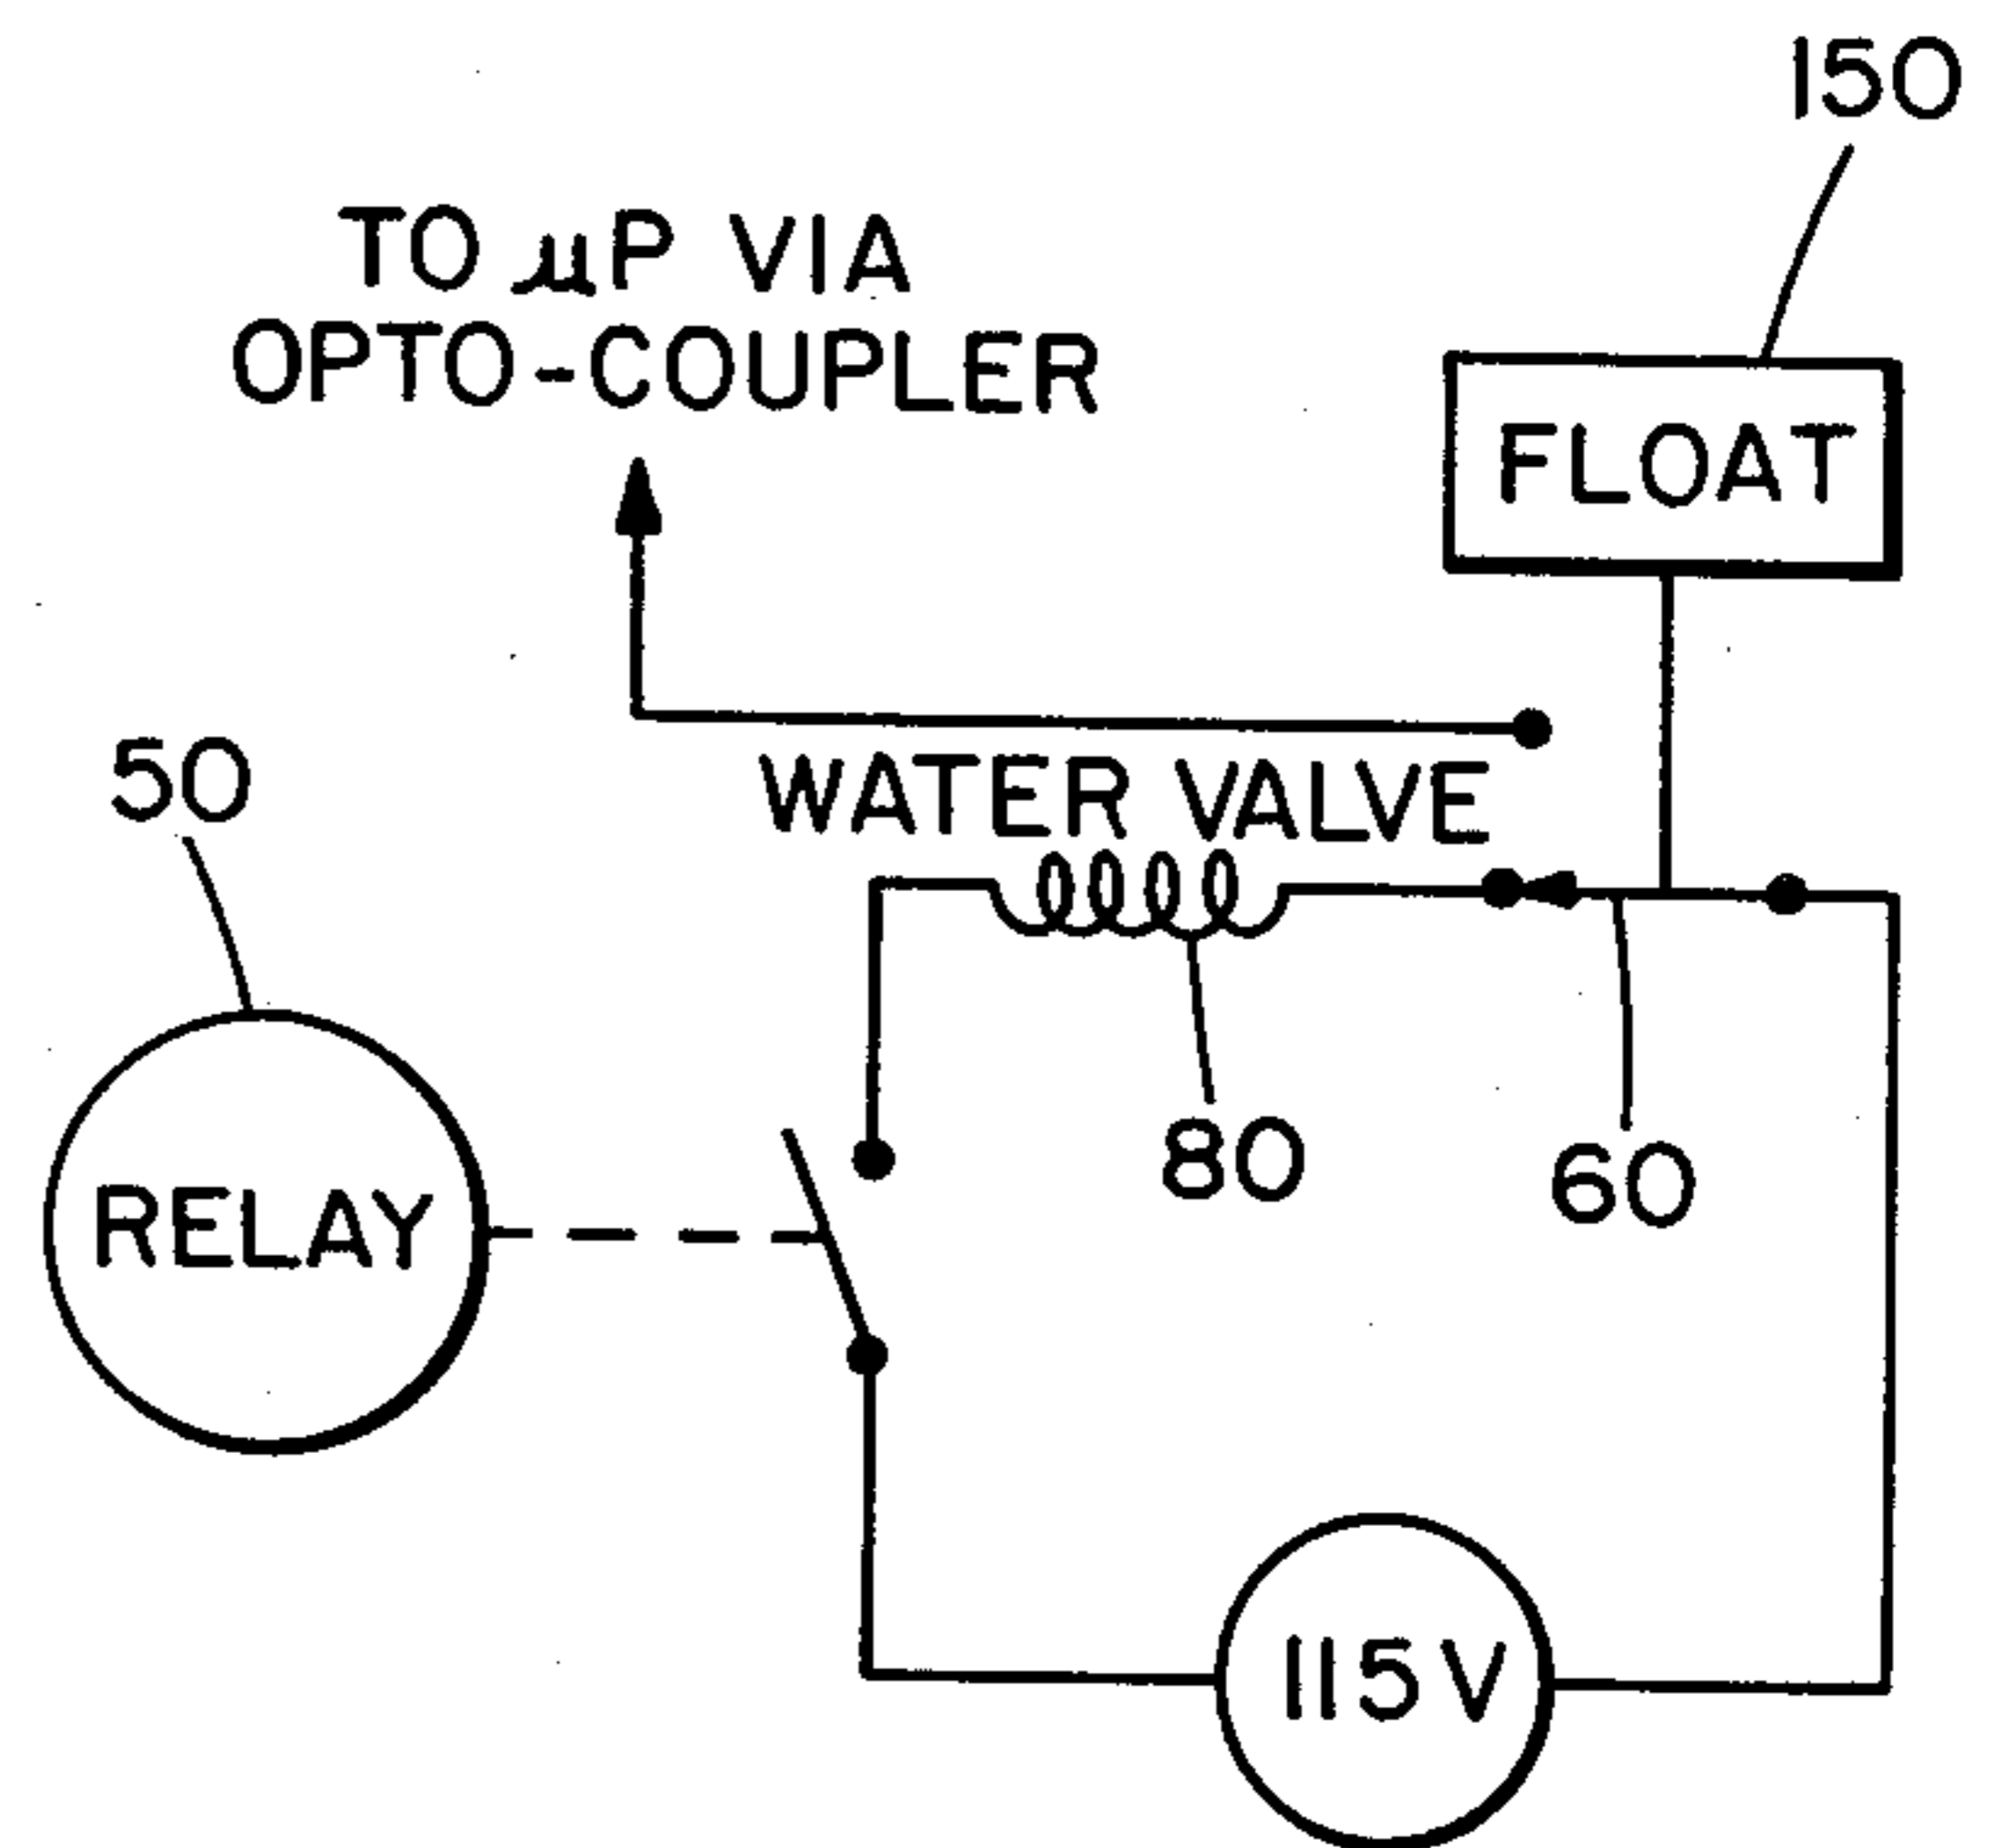 150
TO µP VIA
OPTO-COUPLER
FLOAT
50
WATER VALVE
80
60
RELAY
115V